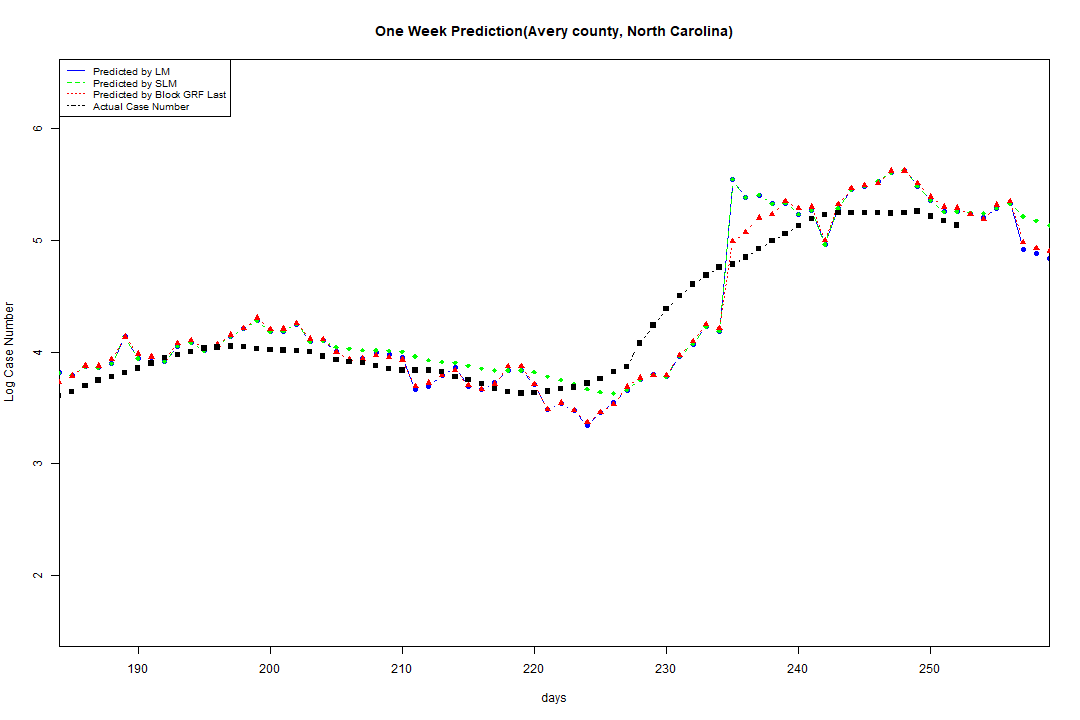 One Week Prediction(Avery county, North Carolina)
Predicted by LM
Predicted by SLM
Predicted by Block GRF Last
Actual Case Number
6
5
4
3
2
Log Case Number
190 200 210 220 230 240 250
days